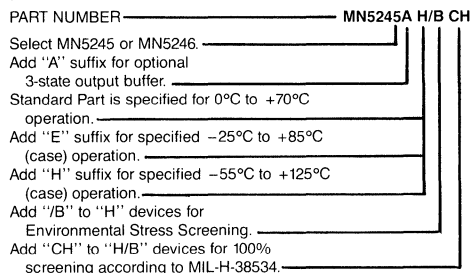 PART NUMBER MN5245A H/B CH
Select MN5245 or MN5246.
Add "A" suffix for optional
3-state output buffer.
Standard Part is specified for 0°C to +70°C
operation.
Add "E" suffix for specified −25°C to +85°C
(case) operation.
Add "H" suffix for specified −55°C to +125°C
(case) operation.
Add "/B" to "H" devices for
Environmental Stress Screening.
Add "CH" to "H/B" devices for 100%
screening according to MIL-H-38534.